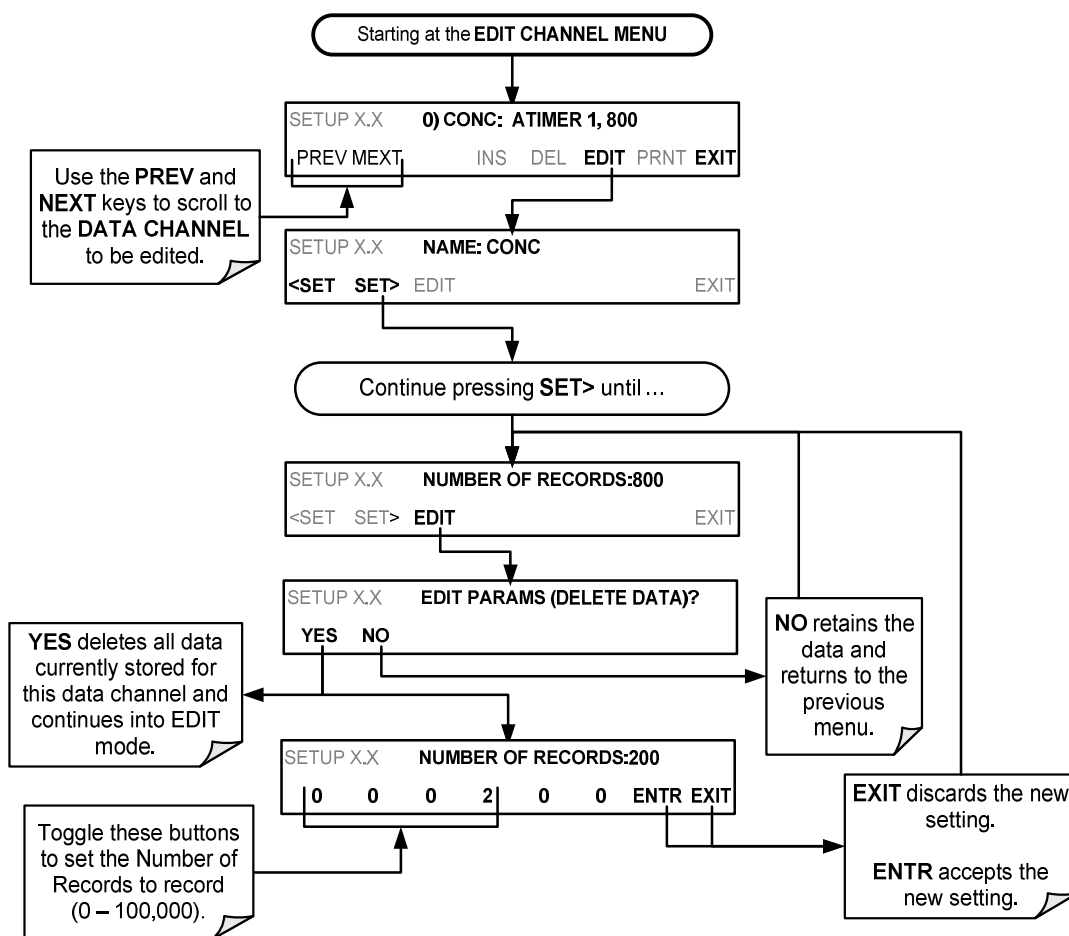 Starting at the EDIT CHANNEL MENU
SETUP X.X 0) CONC: ATIMER 1, 800
PREV MEXT INS DEL EDIT PRNT EXIT
Use the PREV and
NEXT keys to scroll to
the DATA CHANNEL
to be edited.
SETUP X.X NAME: CONC
<SET SET> EDIT EXIT
Continue pressing SET> until ...
SETUP X.X NUMBER OF RECORDS:800
<SET SET> EDIT EXIT
SETUP X.X EDIT PARAMS (DELETE DATA)?
YES NO
YES deletes all data
currently stored for
this data channel and
continues into EDIT
mode.
NO retains the
data and
returns to the
previous
menu.
SETUP X.X NUMBER OF RECORDS:200
0 0 0 2 0 0 ENTR EXIT
Toggle these buttons
to set the Number of
Records to record
(0 – 100,000).
EXIT discards the new
setting.
ENTR accepts the
new setting.